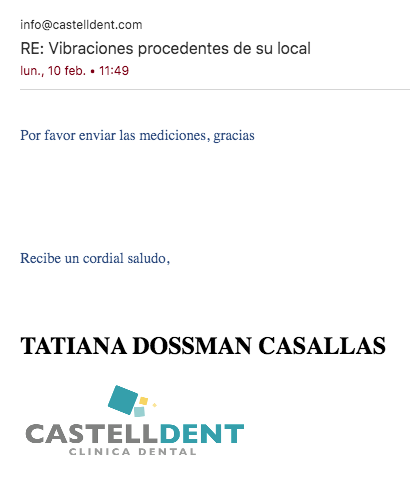 info@castelldent.com
RE: Vibraciones procedentes de su local
lun., 10 feb. • 11:49
Por favor enviar las mediciones, gracias
Recibe un cordial saludo,
TATIANA DOSSMAN CASALLAS
CASTELLDENT
CLINICA DENTAL